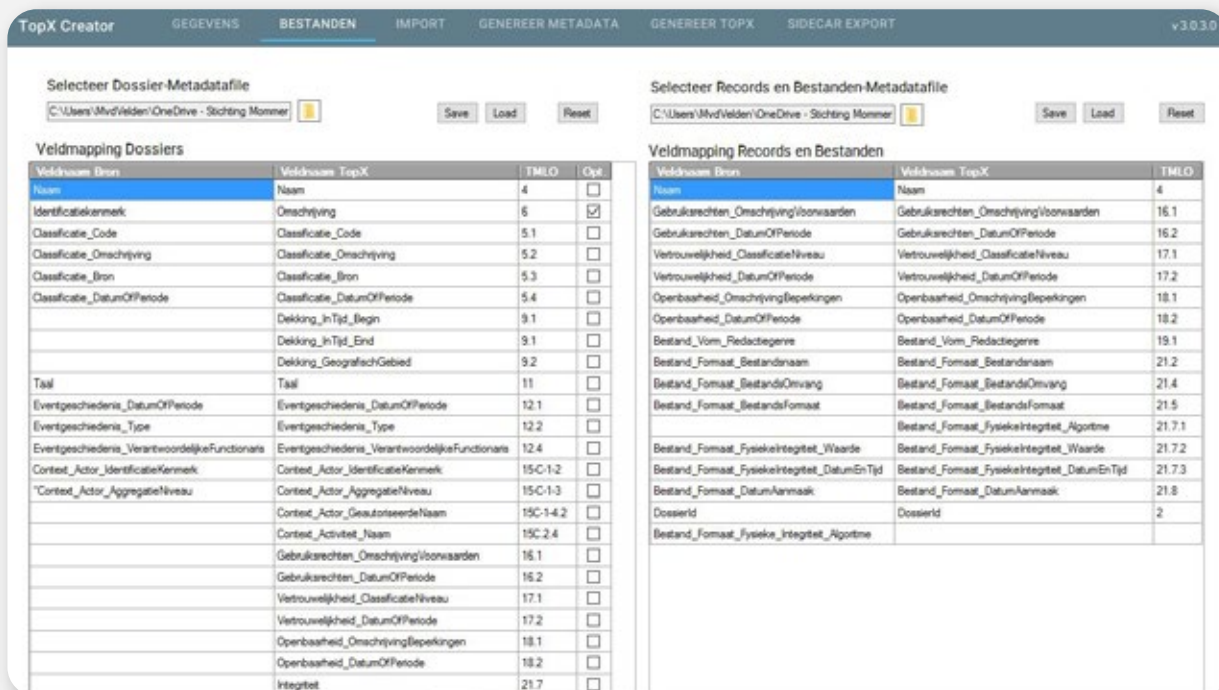 TopX Creator GEGEVENS BESTANDEN IMPORT GENEREER METADATA GENEREER TOPX SIDECAR EXPORT v3.0.3.0
Selecteer Dossier-Metadatafile
C:\Users\MvdVelden\OneDrive - Stichting Mommer Save Load Reset
Veldmapping Dossiers
Veldnaam Bron Veldnaam TopX TMLO Opt.
Naam Naam 4
Identificatiekenmerk Omschrijving 6
Classificatie_Code Classificatie_Code 5.1
Classificatie_Omschrijving Classificatie_Omschrijving 5.2
Classificatie_Bron Classificatie_Bron 5.3
Classificatie_DatumOfPeriode Classificatie_DatumOfPeriode 5.4
Dekking_InTijd_Begin 9.1
Dekking_InTijd_Eind 9.1
Dekking_GeografischGebied 9.2
Taal Taal 11
Eventgeschiedenis_DatumOfPeriode Eventgeschiedenis_DatumOfPeriode 12.1
Eventgeschiedenis_Type Eventgeschiedenis_Type 12.2
Eventgeschiedenis_VerantwoordelijkeFunctionaris Eventgeschiedenis_VerantwoordelijkeFunctionaris 12.4
Context_Actor_IdentificatieKenmerk Context_Actor_IdentificatieKenmerk 15-C-1-2
"Context_Actor_AggregatieNiveau Context_Actor_AggregatieNiveau 15-C-1-3
Context_Actor_GeautoriseerdeNaam 15C-1-4.2
Context_Activiteit_Naam 15C.2.4
Gebruiksrechten_OmschrijvingVoorwaarden 16.1
Gebruiksrechten_DatumOfPeriode 16.2
Vertrouwelijkheid_ClassificatieNiveau 17.1
Vertrouwelijkheid_DatumOfPeriode 17.2
Openbaarheid_OmschrijvingBeperkingen 18.1
Openbaarheid_DatumOfPeriode 18.2
Integriteit 21.7
Selecteer Records en Bestanden-Metadatafile
C:\Users\MvdVelden\OneDrive - Stichting Mommer Save Load Reset
Veldmapping Records en Bestanden
Veldnaam Bron Veldnaam TopX TMLO
Naam Naam 4
Gebruiksrechten_OmschrijvingVoorwaarden Gebruiksrechten_OmschrijvingVoorwaarden 16.1
Gebruiksrechten_DatumOfPeriode Gebruiksrechten_DatumOfPeriode 16.2
Vertrouwelijkheid_ClassificatieNiveau Vertrouwelijkheid_ClassificatieNiveau 17.1
Vertrouwelijkheid_DatumOfPeriode Vertrouwelijkheid_DatumOfPeriode 17.2
Openbaarheid_OmschrijvingBeperkingen Openbaarheid_OmschrijvingBeperkingen 18.1
Openbaarheid_DatumOfPeriode Openbaarheid_DatumOfPeriode 18.2
Bestand_Vorm_Redactiegenre Bestand_Vorm_Redactiegenre 19.1
Bestand_Formaat_Bestandsnaam Bestand_Formaat_Bestandsnaam 21.2
Bestand_Formaat_BestandsOmvang Bestand_Formaat_BestandsOmvang 21.4
Bestand_Formaat_BestandsFormaat Bestand_Formaat_BestandsFormaat 21.5
Bestand_Formaat_FysiekeIntegriteit_Algoritme 21.7.1
Bestand_Formaat_FysiekeIntegriteit_Waarde Bestand_Formaat_FysiekeIntegriteit_Waarde 21.7.2
Bestand_Formaat_FysiekeIntegriteit_DatumEnTijd Bestand_Formaat_FysiekeIntegriteit_DatumEnTijd 21.7.3
Bestand_Formaat_DatumAanmaak Bestand_Formaat_DatumAanmaak 21.8
DossierId DossierId 2
Bestand_Formaat_Fysieke_Integriteit_Algoritme